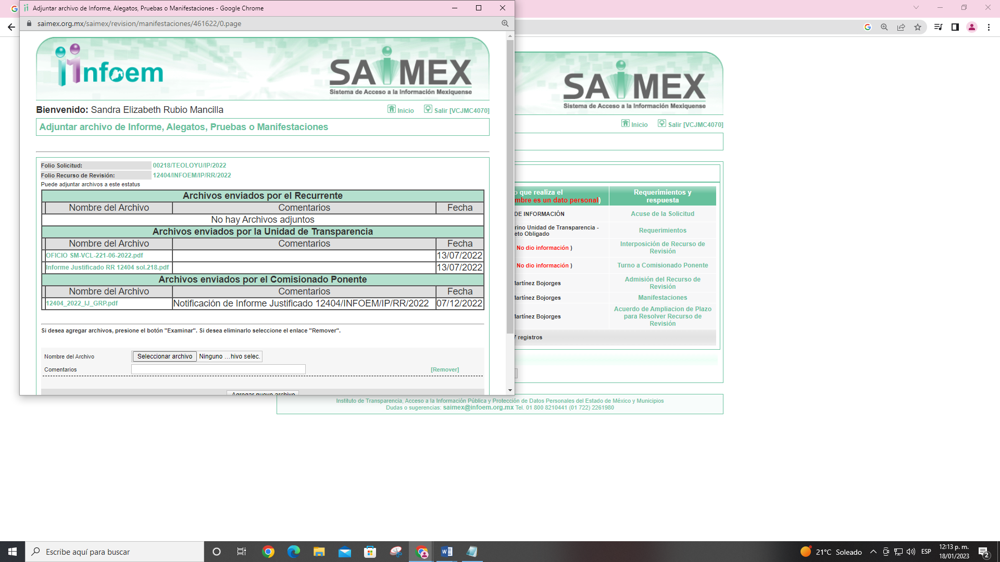 Adjuntar archivo de Informe, Alegatos, Pruebas o Manifestaciones - Google Chrome
saimex.org.mx/saimex/revision/manifestaciones/461622/0.page
infoem
SAIMEX
Sistema de Acceso a la Información Mexiquense
Bienvenido: Sandra Elizabeth Rubio Mancilla
Inicio Salir [VCJMC4070]
Adjuntar archivo de Informe, Alegatos, Pruebas o Manifestaciones
Folio Solicitud: 00218/TEOLOYU/IP/2022
Folio Recurso de Revisión: 12404/INFOEM/IP/RR/2022
Puede adjuntar archivos a este estatus
Archivos enviados por el Recurrente
Nombre del Archivo Comentarios Fecha
No hay Archivos adjuntos
Archivos enviados por la Unidad de Transparencia
Nombre del Archivo Comentarios Fecha
OFICIO SM-VCL-221-06-2022.pdf 13/07/2022
Informe Justificado RR 12404 sol.218.pdf 13/07/2022
Archivos enviados por el Comisionado Ponente
Nombre del Archivo Comentarios Fecha
12404_2022_IJ_GRP.pdf Notificación de Informe Justificado 12404/INFOEM/IP/RR/2022 07/12/2022
Si desea agregar archivos, presione el botón "Examinar". Si desea eliminarlo seleccione el enlace "Remover".
Nombre del Archivo Seleccionar archivo Ninguno ...hivo selec.
Comentarios [Remover]
Agregar nuevo archivo
SAIMEX
Sistema de Acceso a la Información Mexiquense
Inicio Salir [VCJMC4070]
o que realiza el
mbre es un dato personal)
Requerimientos y
respuesta
DE INFORMACIÓN
Acuse de la Solicitud
rino Unidad de Transparencia -
eto Obligado
Requerimientos
No dio información )
Interposición de Recurso de
Revisión
No dio información )
Turno a Comisionado Ponente
Martínez Bojorges
Admisión del Recurso de
Revisión
Martínez Bojorges
Manifestaciones
Martínez Bojorges
Acuerdo de Ampliacion de Plazo
para Resolver Recurso de
Revisión
7 registros
Instituto de Transparencia, Acceso a la Información Pública y Protección de Datos Personales del Estado de México y Municipios
Dudas o sugerencias: saimex@infoem.org.mx Tel. 01 800 8210441 (01 722) 2261980
Escribe aquí para buscar
21°C Soleado
ESP
12:13 p. m.
18/01/2023
2